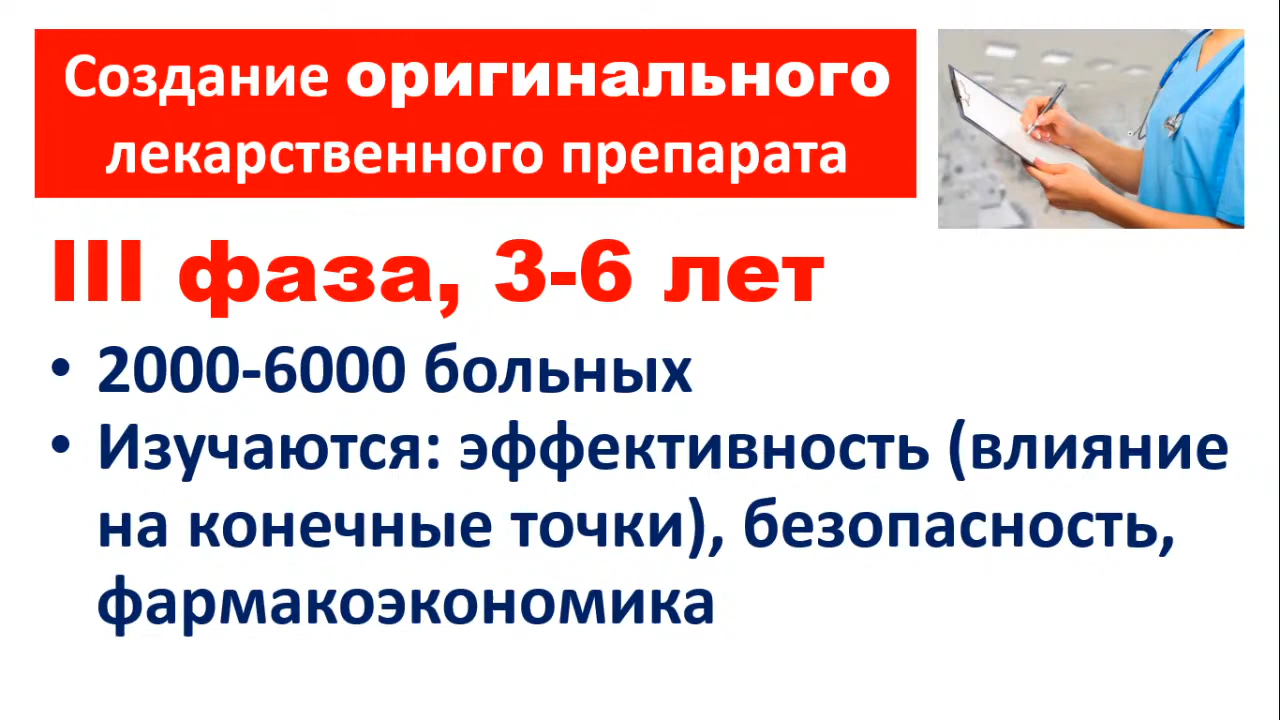 Создание оригинального
лекарственного препарата
III фаза, 3-6 лет
• 2000-6000 больных
• Изучаются: эффективность (влияние
на конечные точки), безопасность,
фармакоэкономика